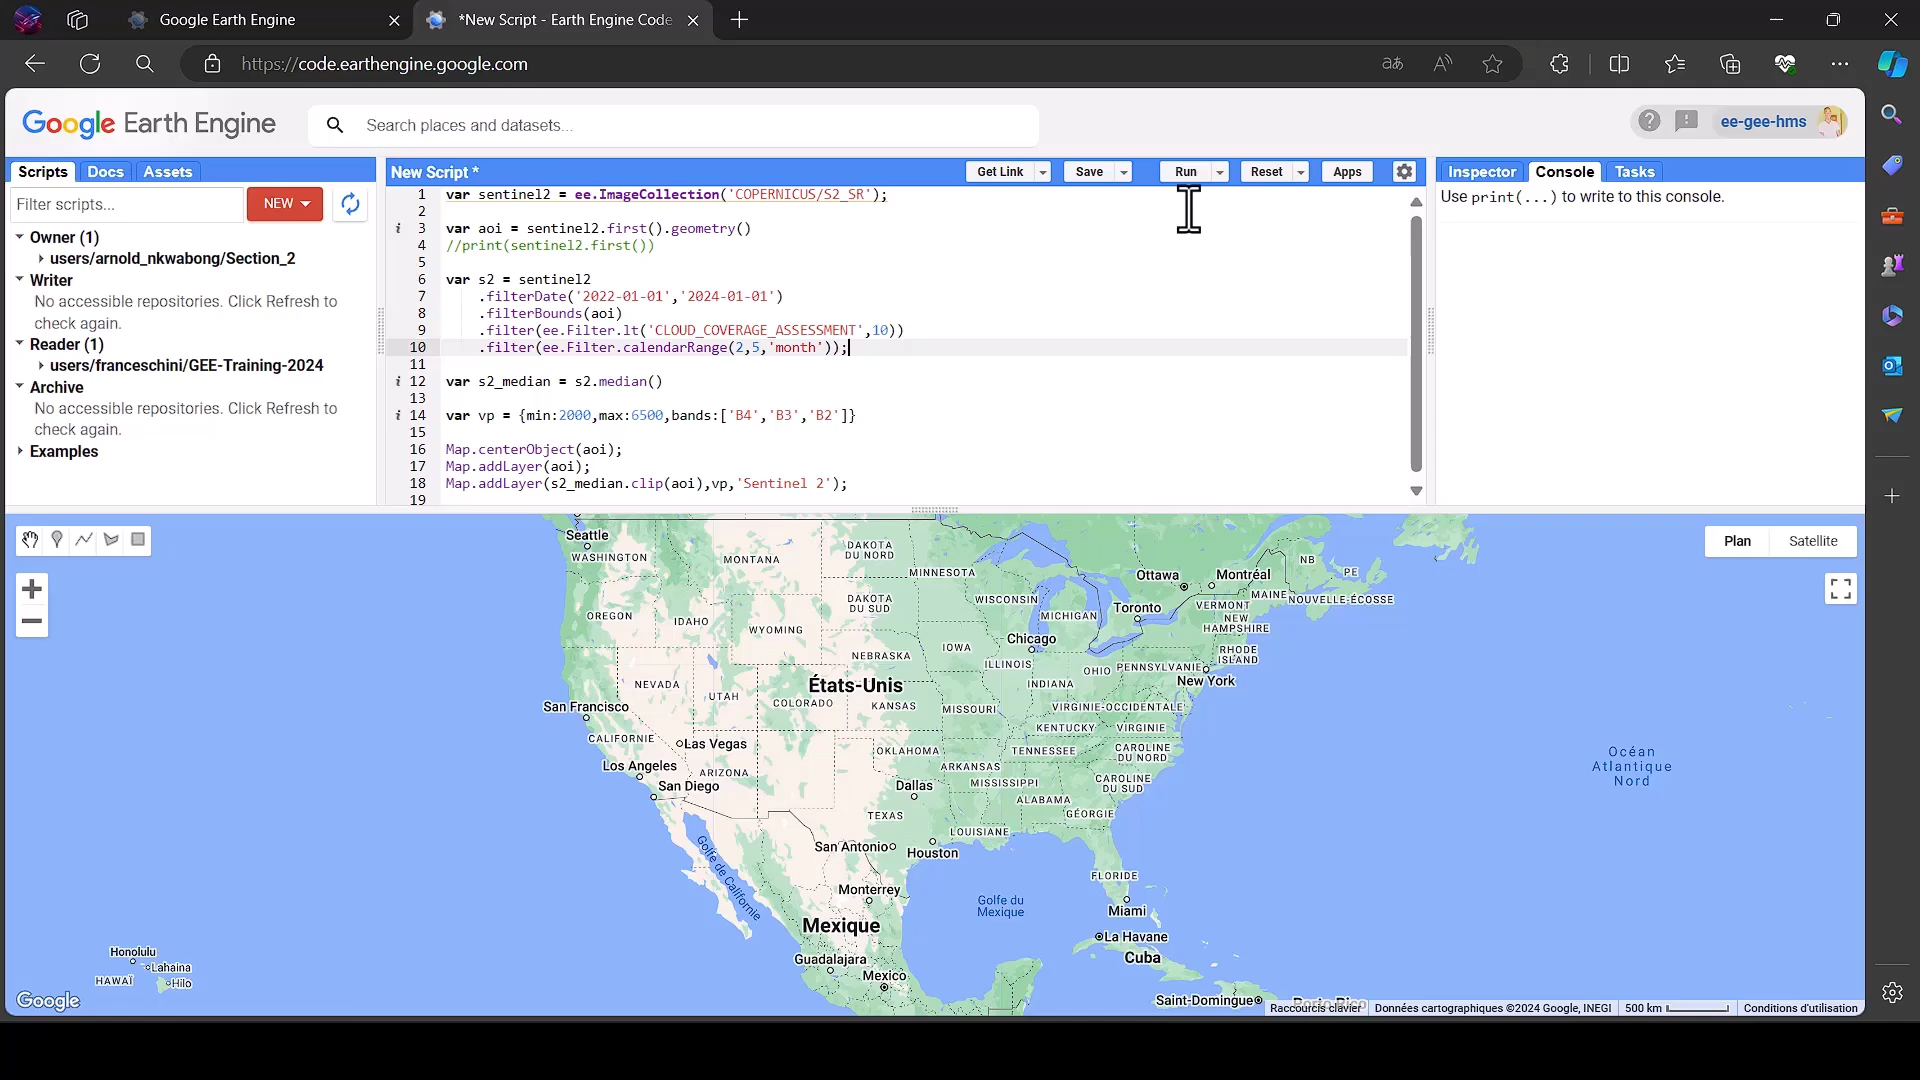 Google Earth Engine
*New Script - Earth Engine Code
https://code.earthengine.google.com
Google Earth Engine
Search places and datasets...
ee-gee-hms
Scripts
Docs
Assets
Filter scripts...
NEW
Owner (1)
users/arnold_nkwabong/Section_2
Writer
No accessible repositories. Click Refresh to
check again.
Reader (1)
users/franceschini/GEE-Training-2024
Archive
No accessible repositories. Click Refresh to
check again.
Examples
New Script *
Get Link
Save
Run
Reset
Apps
1 var sentinel2 = ee.ImageCollection('COPERNICUS/S2_SR');
2
i 3 var aoi = sentinel2.first().geometry()
4 //print(sentinel2.first())
5
6 var s2 = sentinel2
7 .filterDate('2022-01-01','2024-01-01')
8 .filterBounds(aoi)
9 .filter(ee.Filter.lt('CLOUD_COVERAGE_ASSESSMENT',10))
10 .filter(ee.Filter.calendarRange(2,5,'month'));
11
i 12 var s2_median = s2.median()
13
i 14 var vp = {min:2000,max:6500,bands:['B4','B3','B2']}
15
16 Map.centerObject(aoi);
17 Map.addLayer(aoi);
18 Map.addLayer(s2_median.clip(aoi),vp,'Sentinel 2');
19
Inspector
Console
Tasks
Use print(...) to write to this console.
Plan
Satellite
Seattle
WASHINGTON
MONTANA
DAKOTA
DU NORD
MINNESOTA
Ottawa
Montréal
NB
PE
OREGON
IDAHO
WYOMING
DAKOTA
DU SUD
WISCONSIN
MICHIGAN
Toronto
VERMONT
MAINE
NOUVELLE-ÉCOSSE
NEW
HAMPSHIRE
Chicago
NEBRASKA
IOWA
ILLINOIS
INDIANA
OHIO
PENNSYLVANIE
RHODE
ISLAND
New York
NEVADA
UTAH
COLORADO
États-Unis
KANSAS
MISSOURI
VIRGINIE-OCCIDENTALE
KENTUCKY
VIRGINIE
San Francisco
CALIFORNIE
Las Vegas
OKLAHOMA
TENNESSEE
CAROLINE
DU NORD
Los Angeles
ARIZONA
ARKANSAS
MISSISSIPPI
CAROLINE
DU SUD
San Diego
Dallas
ALABAMA
GÉORGIE
TEXAS
LOUISIANE
San Antonio
Houston
Golfe de Californie
FLORIDE
Monterrey
Golfe du
Mexique
Miami
Mexique
La Havane
Cuba
Guadalajara
Mexico
Saint-Domingue
Porto Rico
Océan
Atlantique
Nord
Honolulu
Lahaina
HAWAÏ
Hilo
Google
Raccourcis clavier
Données cartographiques ©2024 Google, INEGI
500 km
Conditions d'utilisation